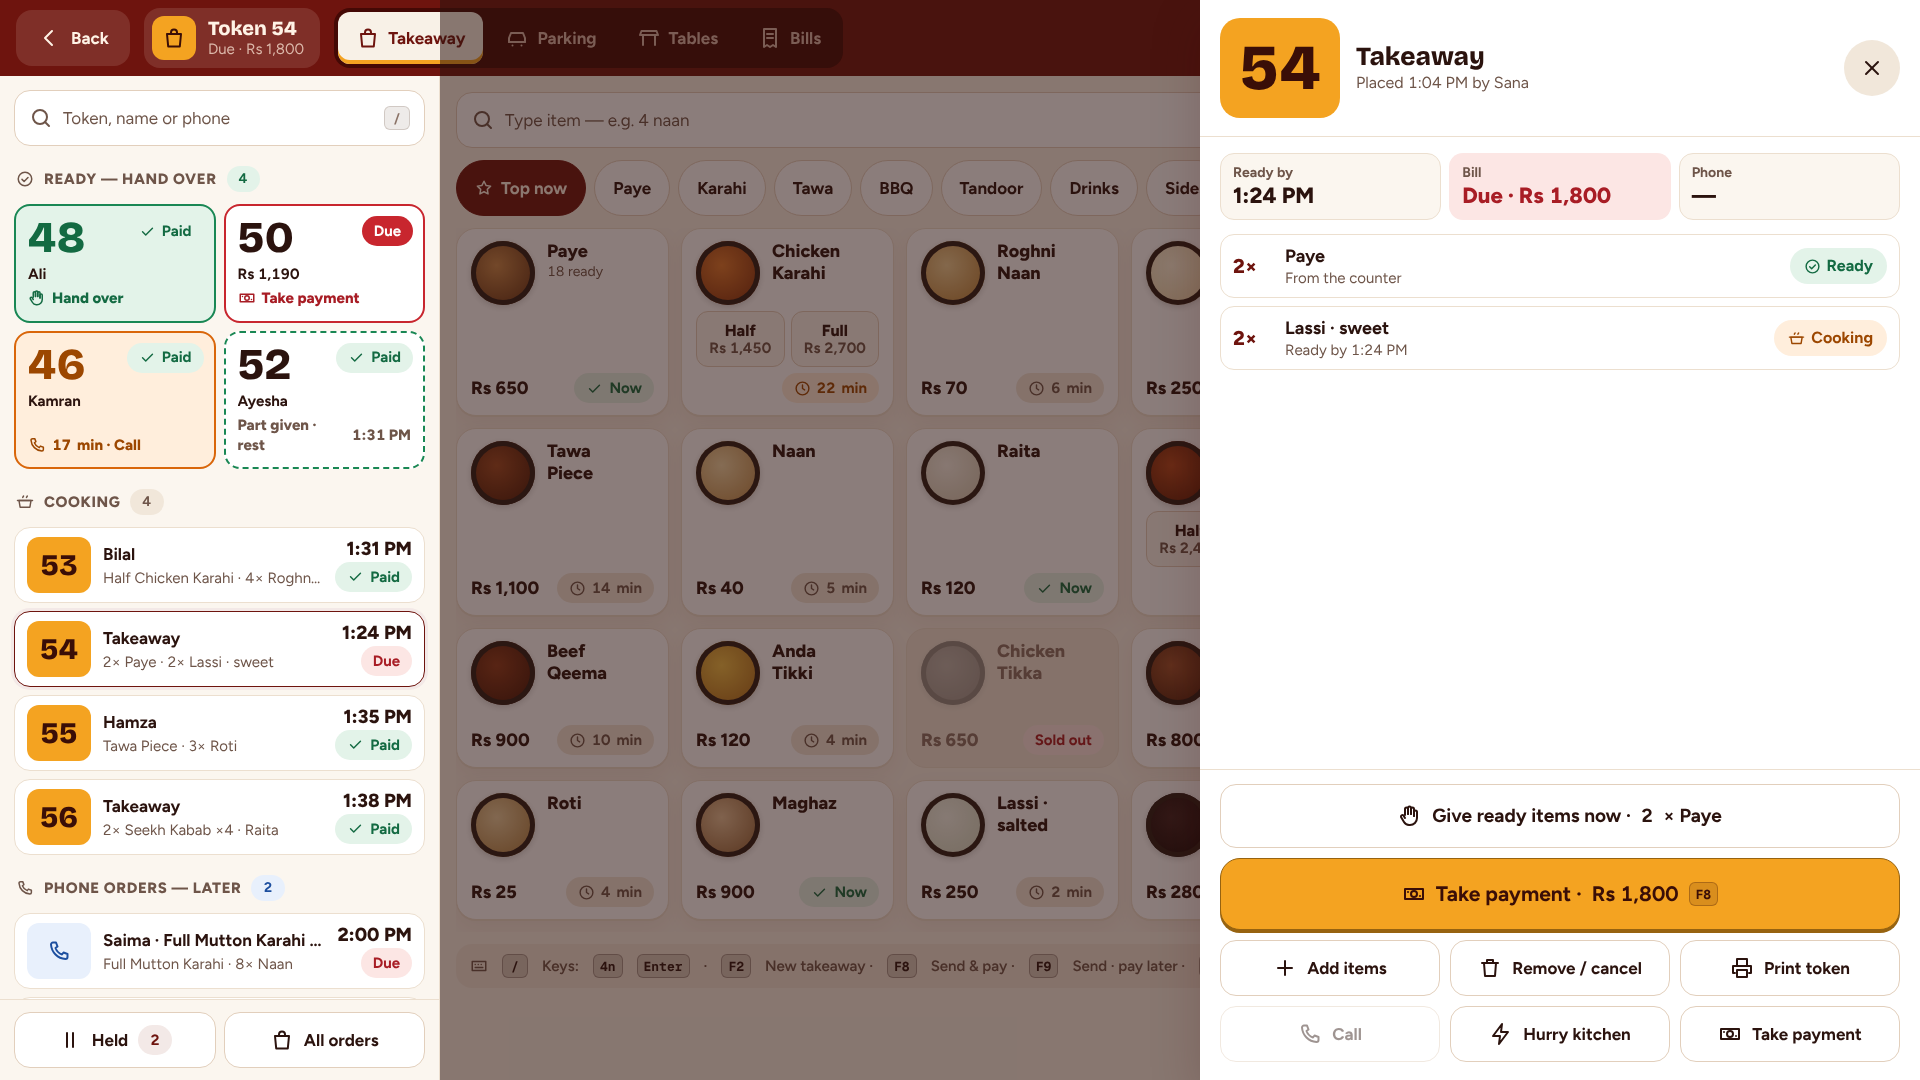 Back
Token 54
Due · Rs 1,800
Takeaway
Parking
Tables
Bills
Token, name or phone
/
READY — HAND OVER 4
48
Paid
Ali
Hand over
50
Due
Rs 1,190
Take payment
46
Paid
Kamran
17 min · Call
52
Paid
Ayesha
Part given ·
rest
1:31 PM
COOKING 4
53
Bilal
1:31 PM
Half Chicken Karahi · 4× Roghn...
Paid
54
Takeaway
1:24 PM
2× Paye · 2× Lassi · sweet
Due
55
Hamza
1:35 PM
Tawa Piece · 3× Roti
Paid
56
Takeaway
1:38 PM
2× Seekh Kabab ×4 · Raita
Paid
PHONE ORDERS — LATER 2
Saima · Full Mutton Karahi ...
2:00 PM
Full Mutton Karahi · 8× Naan
Due
Held 2
All orders
Type item — e.g. 4 naan
Top now
Paye
Karahi
Tawa
BBQ
Tandoor
Drinks
Side
Paye
18 ready
Rs 650
Now
Chicken
Karahi
Half
Rs 1,450
Full
Rs 2,700
22 min
Roghni
Naan
Rs 70
6 min
Rs 250
Tawa
Piece
Rs 1,100
14 min
Naan
Rs 40
5 min
Raita
Rs 120
Now
Hal
Rs 2,4
Beef
Qeema
Rs 900
10 min
Anda
Tikki
Rs 120
4 min
Chicken
Tikka
Rs 650
Sold out
Rs 800
Roti
Rs 25
4 min
Maghaz
Rs 900
Now
Lassi ·
salted
Rs 250
2 min
Rs 280
/ Keys: 4n Enter · F2 New takeaway · F8 Send & pay · F9 Send · pay later ·
54
Takeaway
Placed 1:04 PM by Sana
Ready by
1:24 PM
Bill
Due · Rs 1,800
Phone
—
2×
Paye
From the counter
Ready
2×
Lassi · sweet
Ready by 1:24 PM
Cooking
Give ready items now · 2 × Paye
Take payment · Rs 1,800 F8
Add items
Remove / cancel
Print token
Call
Hurry kitchen
Take payment